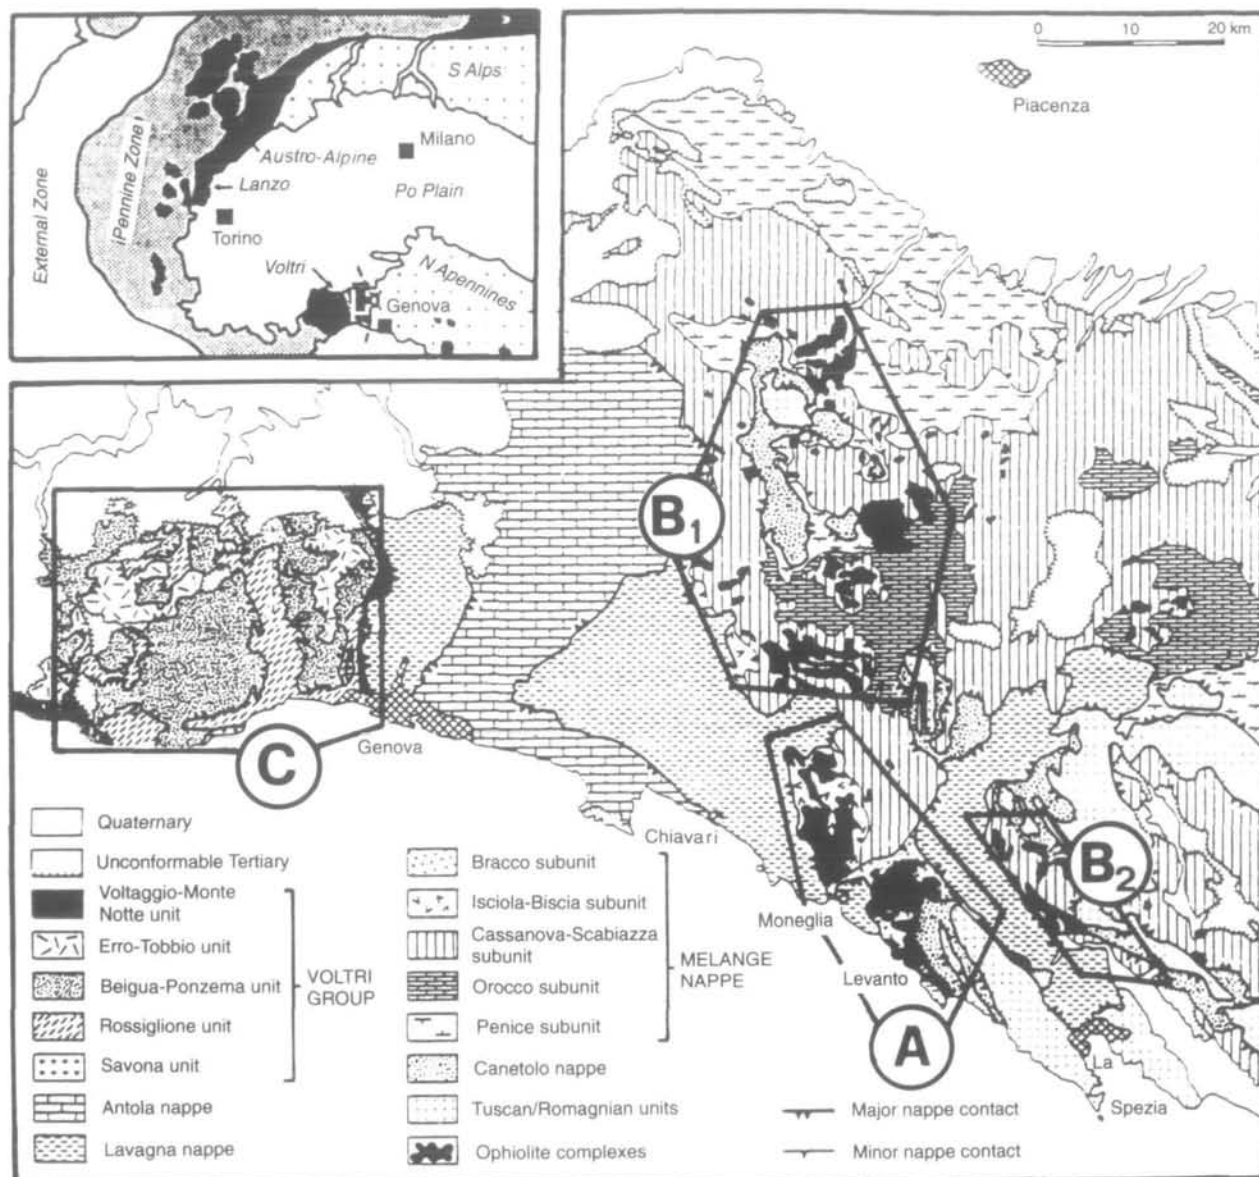 S Alps
Milano
Austro-Alpine
Lanzo
Po Plain
Torino
Voltri
Genova
N Apennines
External Zone
Pennine Zone
0 10 20 km
Piacenza
B1
C
Genova
Chiavari
Moneglia
Levanto
B2
A
La
Spezia
Quaternary
Unconformable Tertiary
Voltaggio-Monte
Notte unit
Erro-Tobbio unit
Beigua-Ponzema unit
Rossiglione unit
Savona unit
VOLTRI
GROUP
Antola nappe
Lavagna nappe
Bracco subunit
Isciola-Biscia subunit
Cassanova-Scabiazza
subunit
Orocco subunit
Penice subunit
MELANGE
NAPPE
Canetolo nappe
Tuscan/Romagnian units
Ophiolite complexes
Major nappe contact
Minor nappe contact